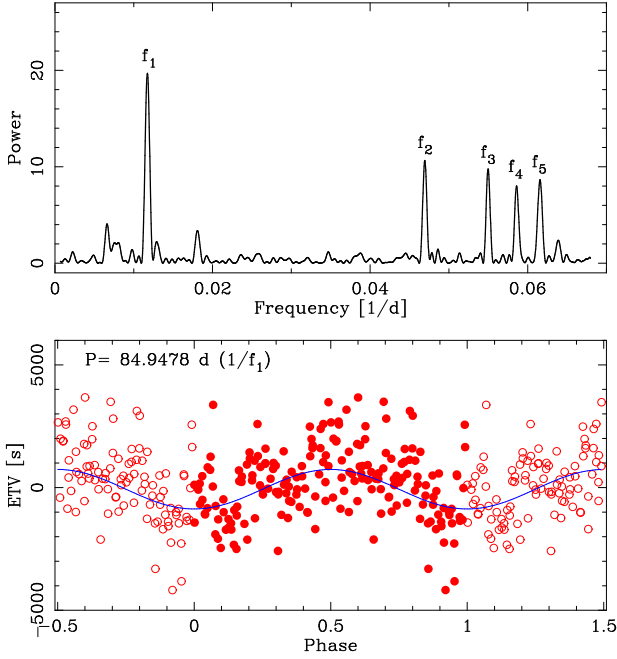 20
10
0
Power
f1
f2
f3
f4
f5
0 0.02 0.04 0.06
Frequency [1/d]
P= 84.9478 d (1/f1)
5000
0
−5000
ETV [s]
−0.5 0 0.5 1 1.5
Phase